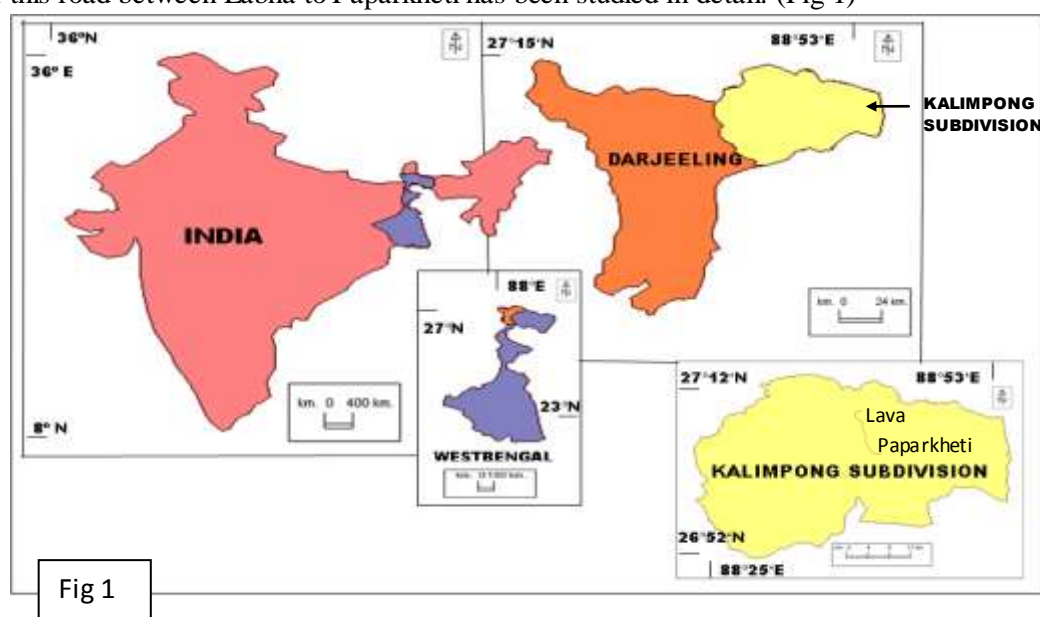 this road between Labha to Paparkheti has been studied in detail. (Fig 1)
36°N
36° E
INDIA
km. 0 400 km.
8° N
27°15'N
88°53'E
KALIMPONG
SUBDIVISION
DARJEELING
km. 0 24 km.
88°E
27°N
23°N
WESTBENGAL
27°12'N
88°53'E
Lava
Paparkheti
KALIMPONG SUBDIVISION
26°52'N
88°25'E
Fig 1